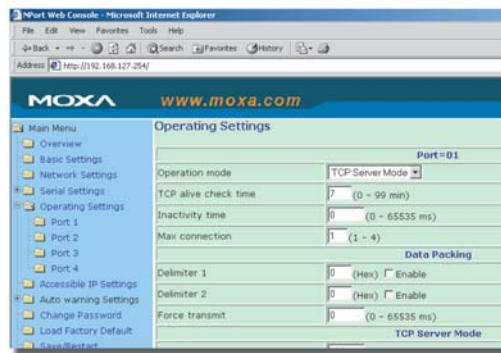 NPort Web Console - Microsoft Internet Explorer
File Edit View Favorites Tools Help
Back Search Favorites History
Address http://192.168.127.254/
MOXA www.moxa.com
Main Menu
Overview
Basic Settings
Network Settings
Serial Settings
Operating Settings
Port 1
Port 2
Port 3
Port 4
Accessible IP Settings
Auto warning Settings
Change Password
Load Factory Default
Save/Restart
Operating Settings
Port=01
Operation mode TCP Server Mode
TCP alive check time 7 (0 - 99 min)
Inactivity time 0 (0 - 65535 ms)
Max connection 1 (1 - 4)
Data Packing
Delimiter 1 0 (Hex) Enable
Delimiter 2 0 (Hex) Enable
Force transmit 0 (0 - 65535 ms)
TCP Server Mode